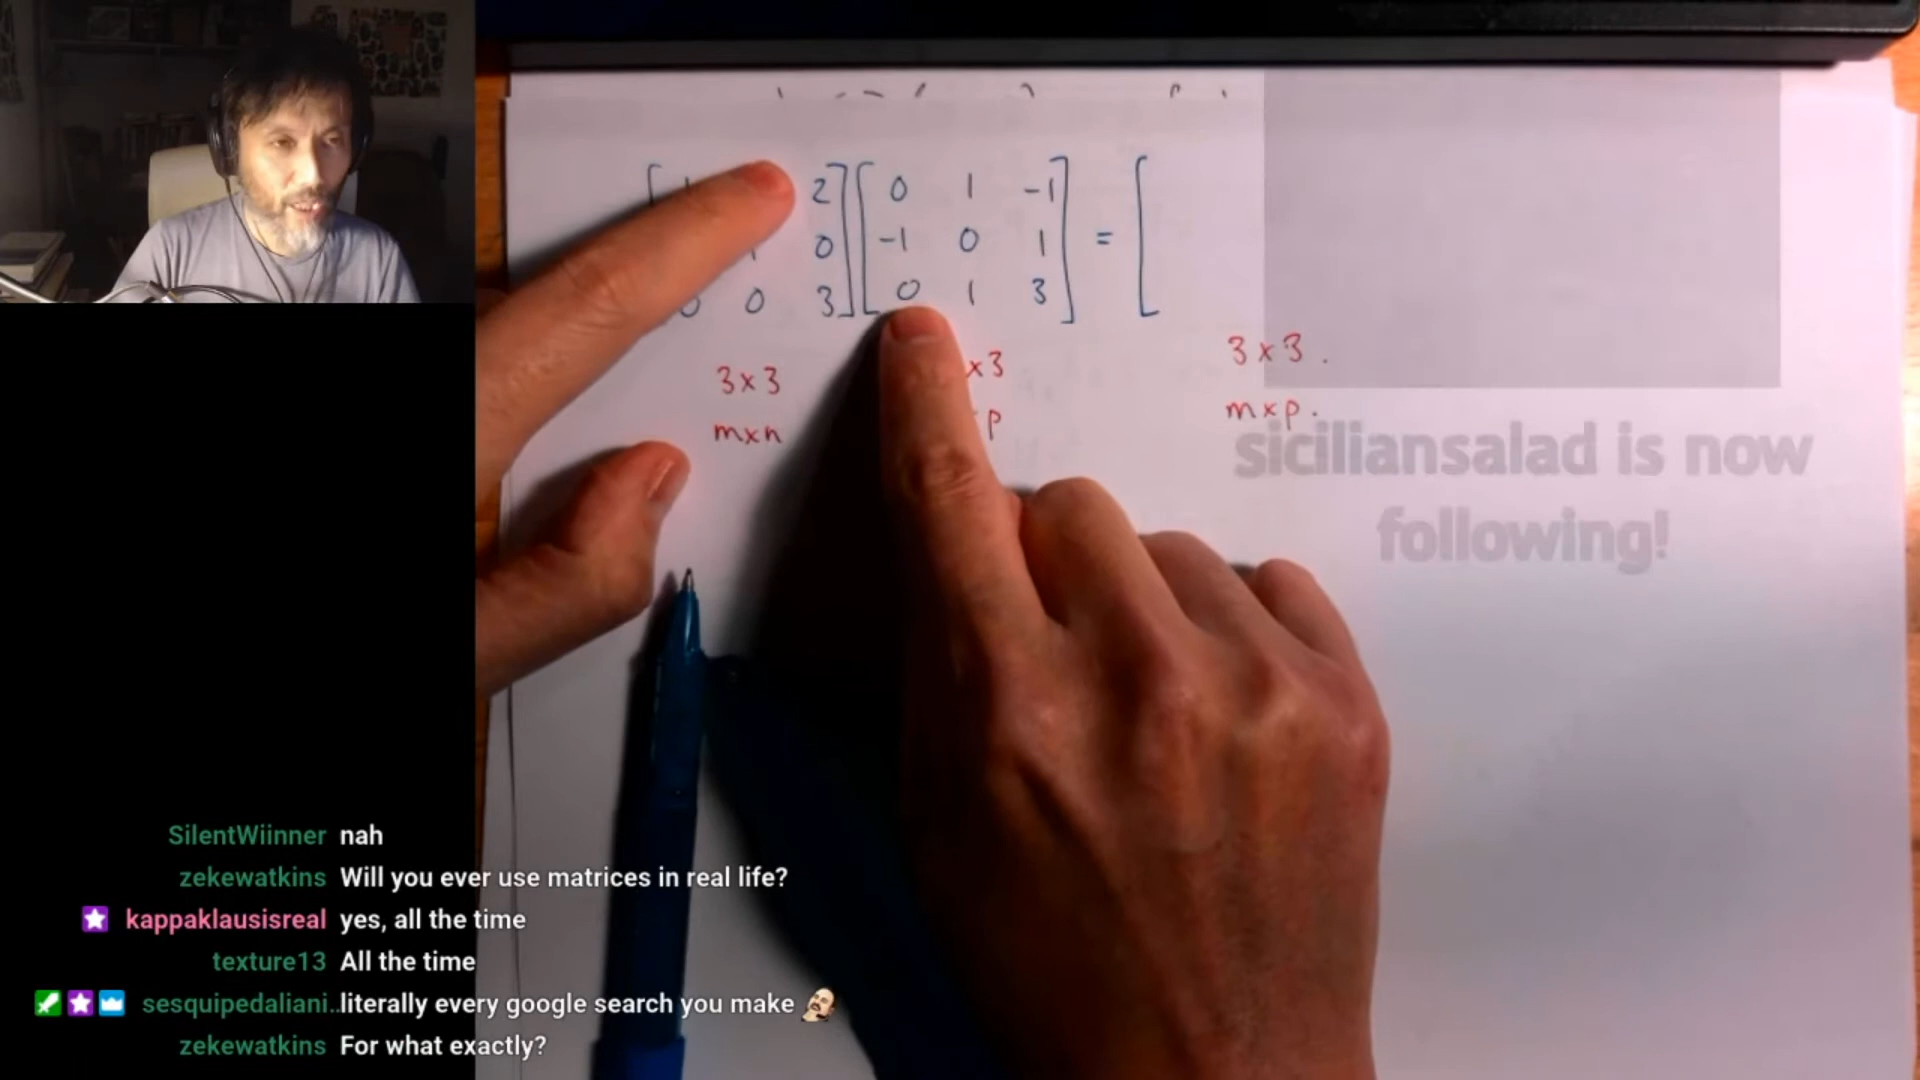 2 0 1 -1
0 -1 0 1 =
0 3 0 1 3
3x3 x3 3x3.
mxn p mxp.
siciliansalad is now
following!
SilentWiinner nah
zekewatkins Will you ever use matrices in real life?
kappaklausisreal yes, all the time
texture13 All the time
sesquipedaliani.. literally every google search you make
zekewatkins For what exactly?